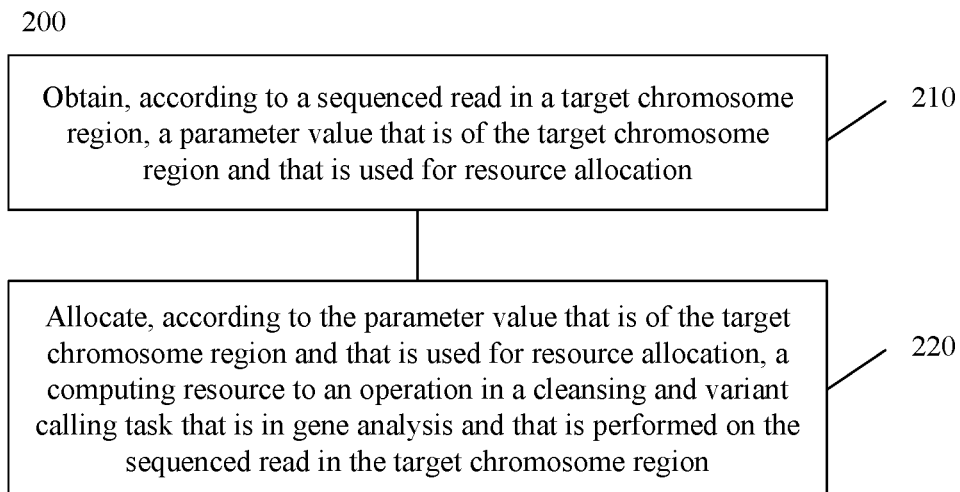 200
Obtain, according to a sequenced read in a target chromosome
region, a parameter value that is of the target chromosome
region and that is used for resource allocation
210
Allocate, according to the parameter value that is of the target
chromosome region and that is used for resource allocation, a
computing resource to an operation in a cleansing and variant
calling task that is in gene analysis and that is performed on the
sequenced read in the target chromosome region
220